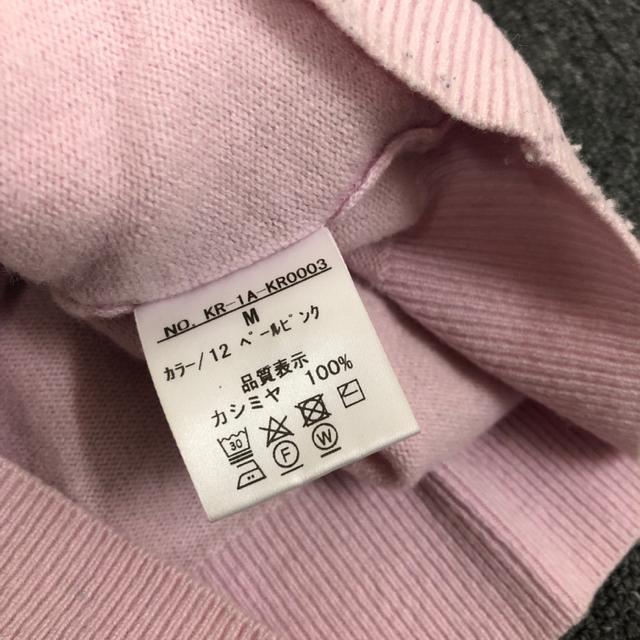 NO. KR-1A-KR0003
M
カラー/12 ペールピンク
品質表示
カシミヤ 100%
30
F W